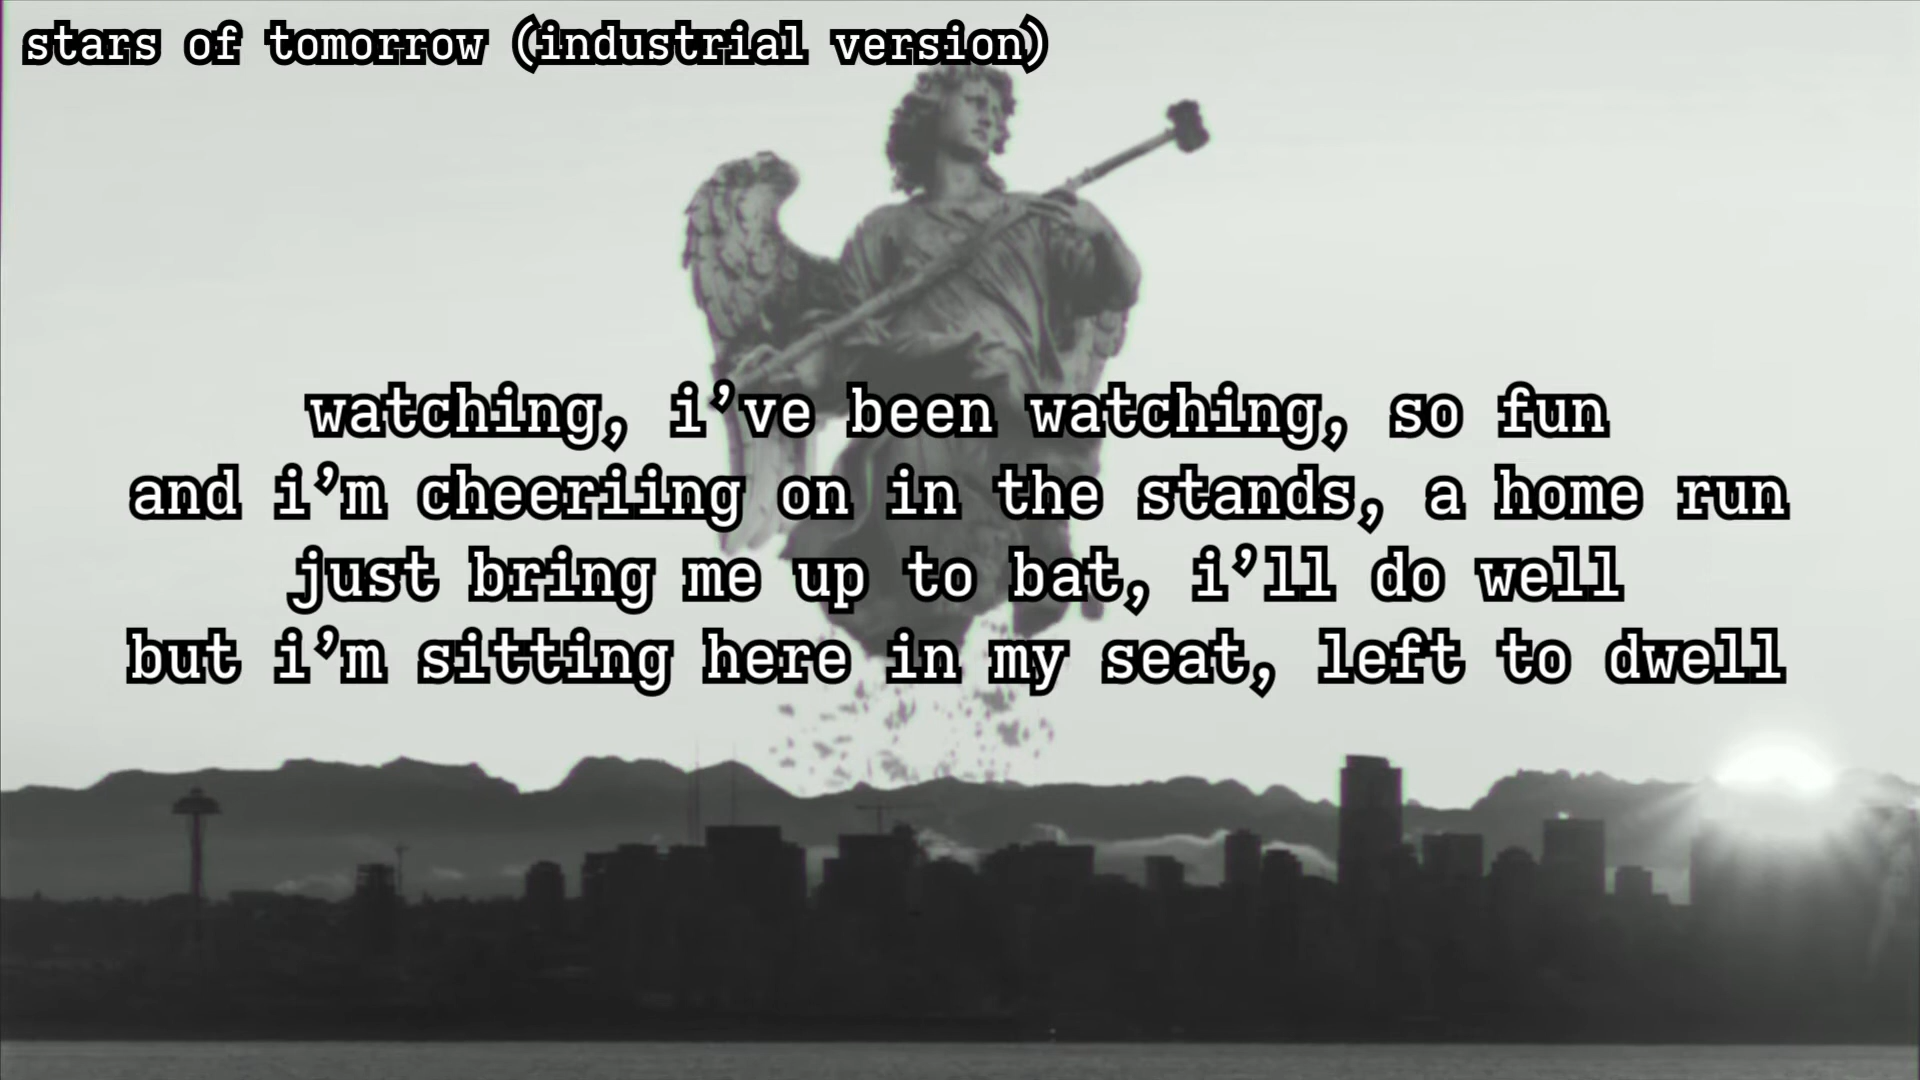 stars of tomorrow (industrial version)
watching, i’ve been watching, so fun
and i’m cheeriing on in the stands, a home run
just bring me up to bat, i’ll do well
but i’m sitting here in my seat, left to dwell